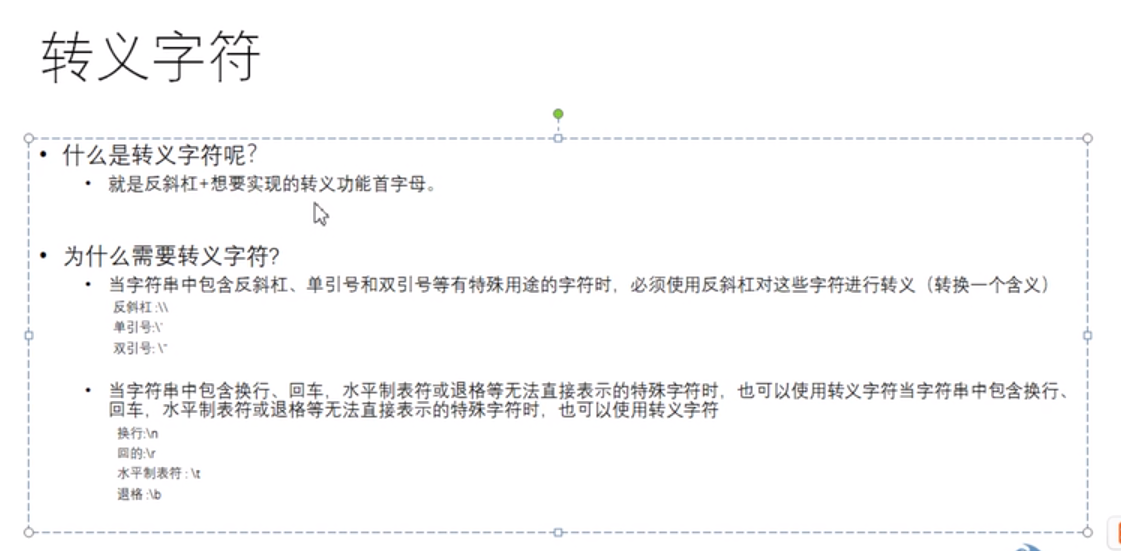 转义字符
• 什么是转义字符呢？
• 就是反斜杠+想要实现的转义功能首字母。
• 为什么需要转义字符?
• 当字符串中包含反斜杠、单引号和双引号等有特殊用途的字符时，必须使用反斜杠对这些字符进行转义（转换一个含义）
反斜杠:\\
单引号:\'
双引号: \"
• 当字符串中包含换行、回车，水平制表符或退格等无法直接表示的特殊字符时，也可以使用转义字符当字符串中包含换行、
回车，水平制表符或退格等无法直接表示的特殊字符时，也可以使用转义字符
换行:\n
回的:\r
水平制表符: \t
退格:\b